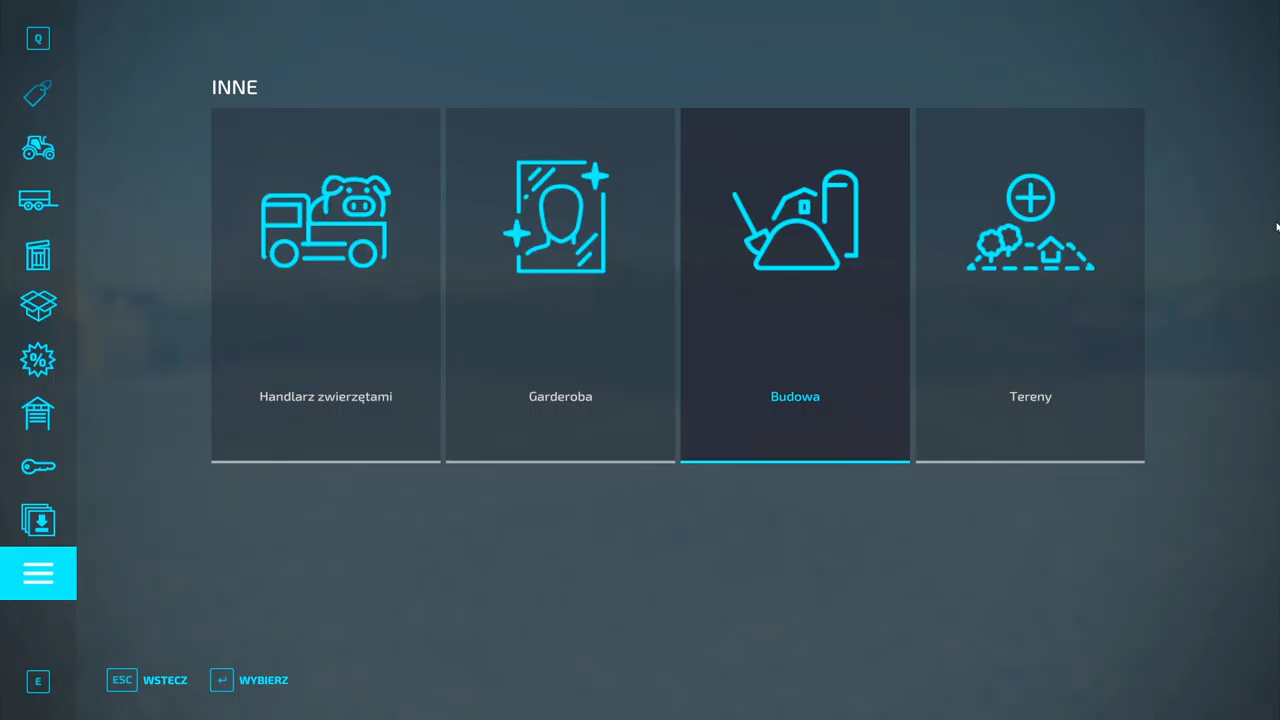 Q
INNE
%
Handlarz zwierzętami
Garderoba
Budowa
Tereny
E
ESC WSTECZ
↩ WYBIERZ